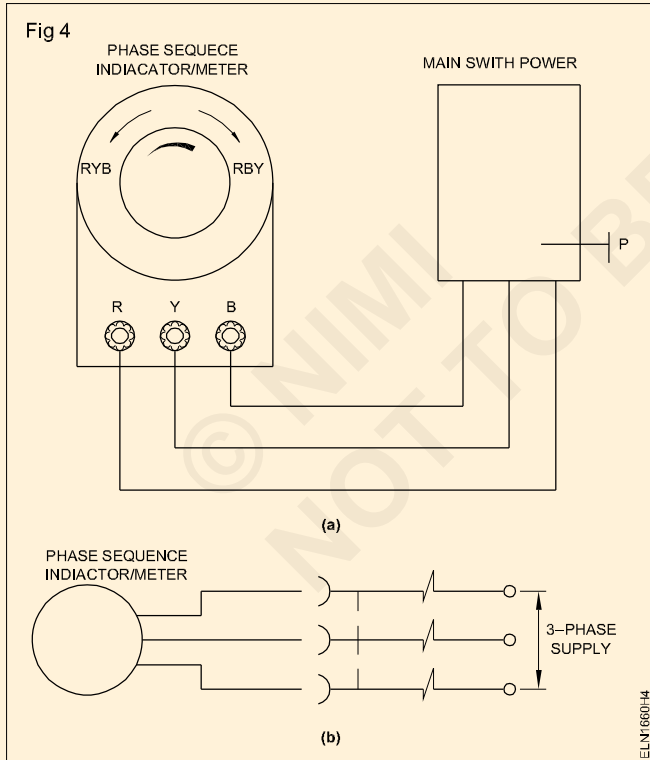 Fig 4
PHASE SEQUECE
INDIACATOR/METER
MAIN SWITH POWER
RYB
RBY
P
R Y B
(a)
PHASE SEQUENCE
INDIACTOR/METER
3–PHASE
SUPPLY
(b)
ELN1660H4
© NIMI
NOT TO BE